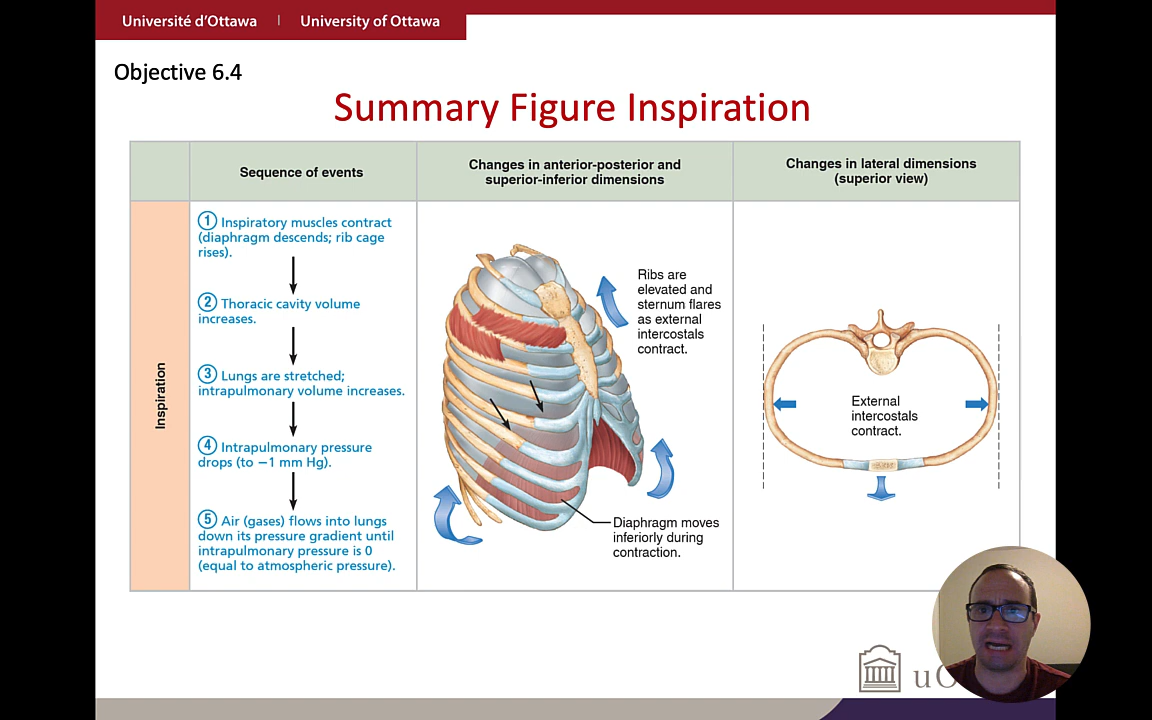 Université d'Ottawa | University of Ottawa
Objective 6.4
Summary Figure Inspiration
Sequence of events
Changes in anterior-posterior and
superior-inferior dimensions
Changes in lateral dimensions
(superior view)
Inspiration
① Inspiratory muscles contract
(diaphragm descends; rib cage
rises).
② Thoracic cavity volume
increases.
③ Lungs are stretched;
intrapulmonary volume increases.
④ Intrapulmonary pressure
drops (to −1 mm Hg).
⑤ Air (gases) flows into lungs
down its pressure gradient until
intrapulmonary pressure is 0
(equal to atmospheric pressure).
Ribs are
elevated and
sternum flares
as external
intercostals
contract.
Diaphragm moves
inferiorly during
contraction.
External
intercostals
contract.